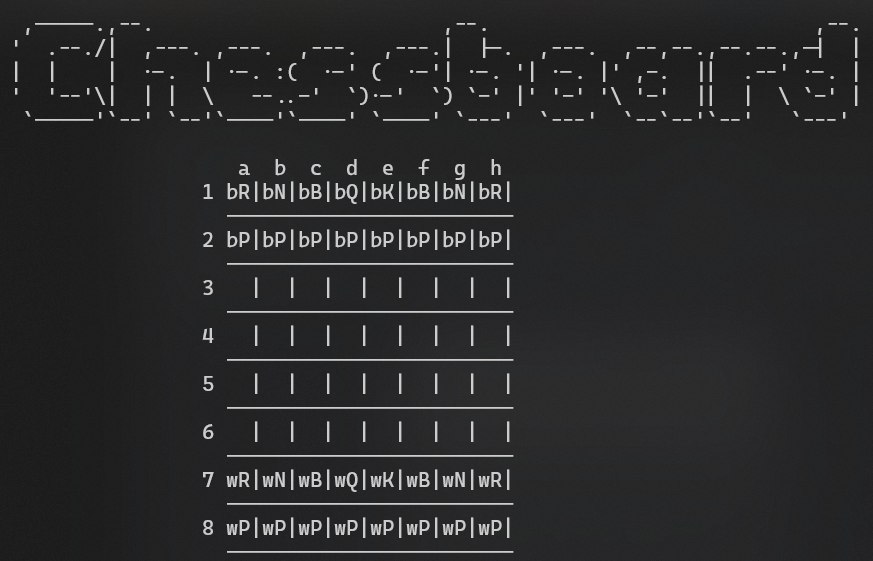 Chessboard
a b c d e f g h
1 bR|bN|bB|bQ|bK|bB|bN|bR|
2 bP|bP|bP|bP|bP|bP|bP|bP|
3   |  |  |  |  |  |  |  |
4   |  |  |  |  |  |  |  |
5   |  |  |  |  |  |  |  |
6   |  |  |  |  |  |  |  |
7 wR|wN|wB|wQ|wK|wB|wN|wR|
8 wP|wP|wP|wP|wP|wP|wP|wP|